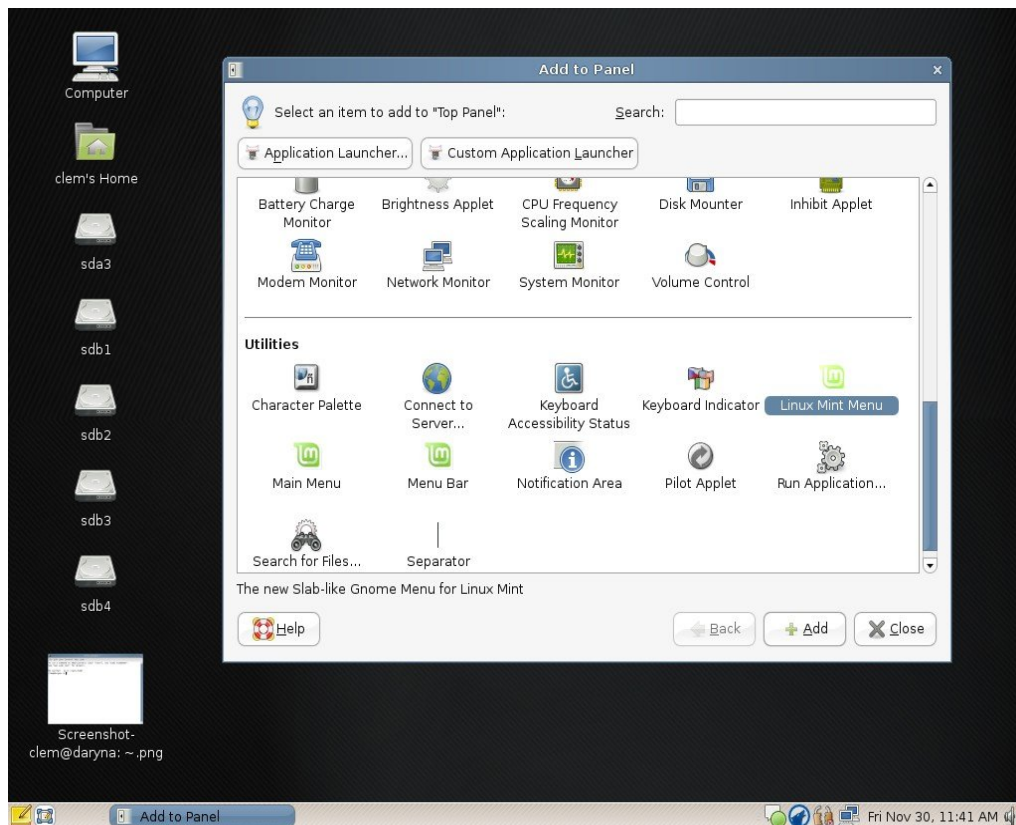 Computer
clem's Home
sda3
sdb1
sdb2
sdb3
sdb4
Screenshot-
clem@daryna: ~.png
Add to Panel
Select an item to add to "Top Panel":
Search:
Application Launcher...
Custom Application Launcher
Battery Charge
Monitor
Brightness Applet
CPU Frequency
Scaling Monitor
Disk Mounter
Inhibit Applet
Modem Monitor
Network Monitor
System Monitor
Volume Control
Utilities
Character Palette
Connect to
Server...
Keyboard
Accessibility Status
Keyboard Indicator
Linux Mint Menu
Main Menu
Menu Bar
Notification Area
Pilot Applet
Run Application...
Search for Files...
Separator
The new Slab-like Gnome Menu for Linux Mint
Help
Back
Add
Close
Add to Panel
Fri Nov 30, 11:41 AM